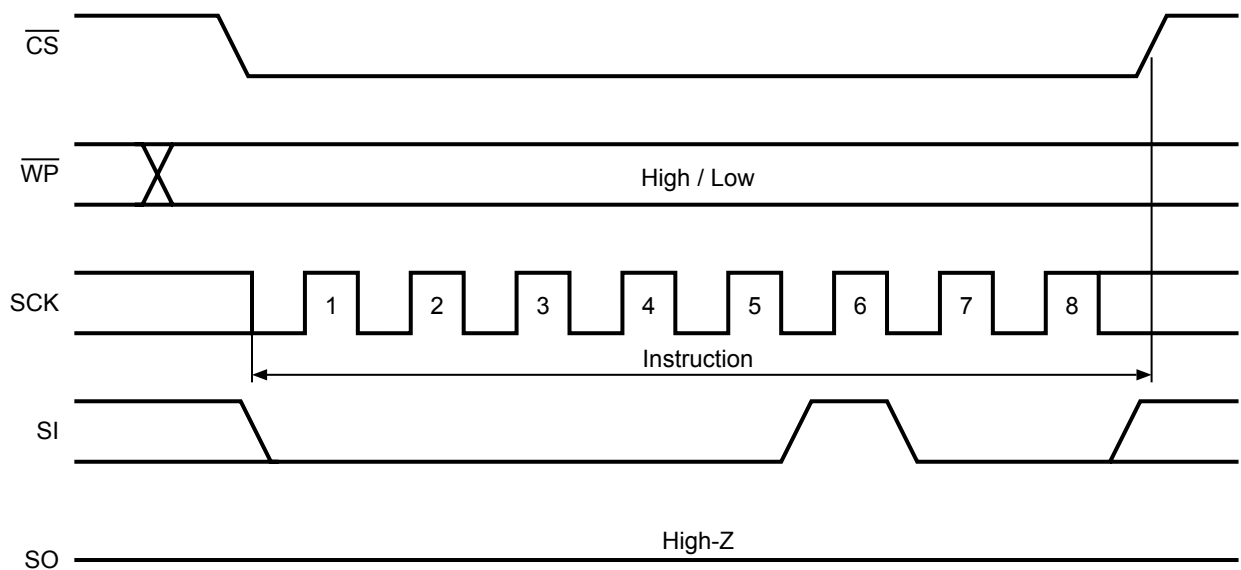 CS
WP
High / Low
SCK
1 2 3 4 5 6 7 8
Instruction
SI
High-Z
SO